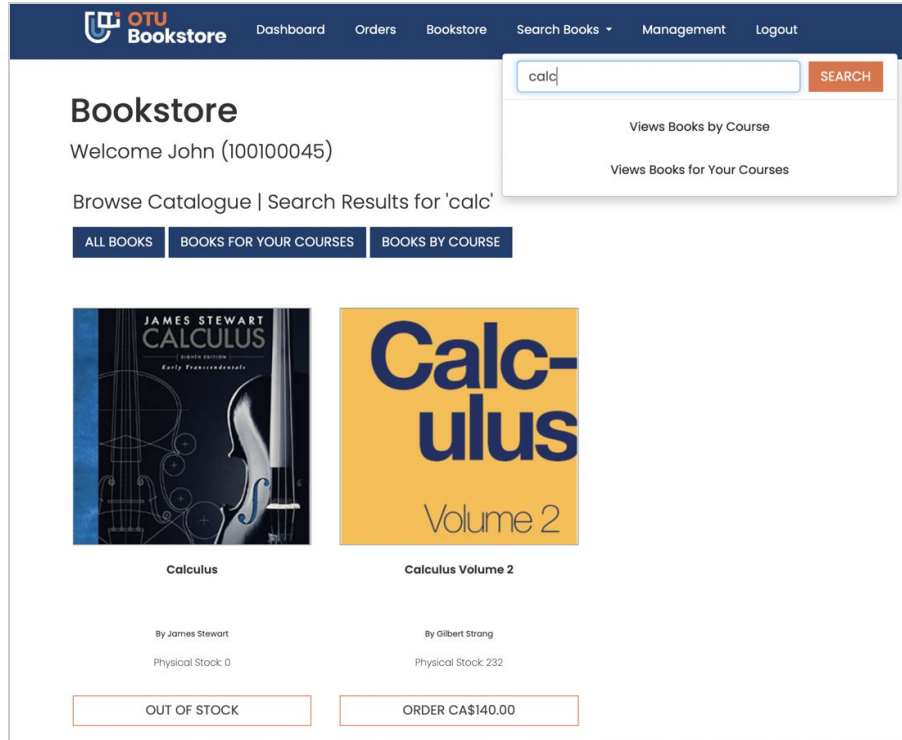 OTU
Bookstore
Dashboard Orders Bookstore Search Books Management Logout
calc SEARCH
Views Books by Course
Views Books for Your Courses
Bookstore
Welcome John (100100045)
Browse Catalogue | Search Results for 'calc'
ALL BOOKS BOOKS FOR YOUR COURSES BOOKS BY COURSE
JAMES STEWART
CALCULUS
EIGHTH EDITION
Early Transcendentals
Calc-
ulus
Volume 2
Calculus
Calculus Volume 2
By James Stewart
By Gilbert Strang
Physical Stock: 0
Physical Stock: 232
OUT OF STOCK
ORDER CA$140.00